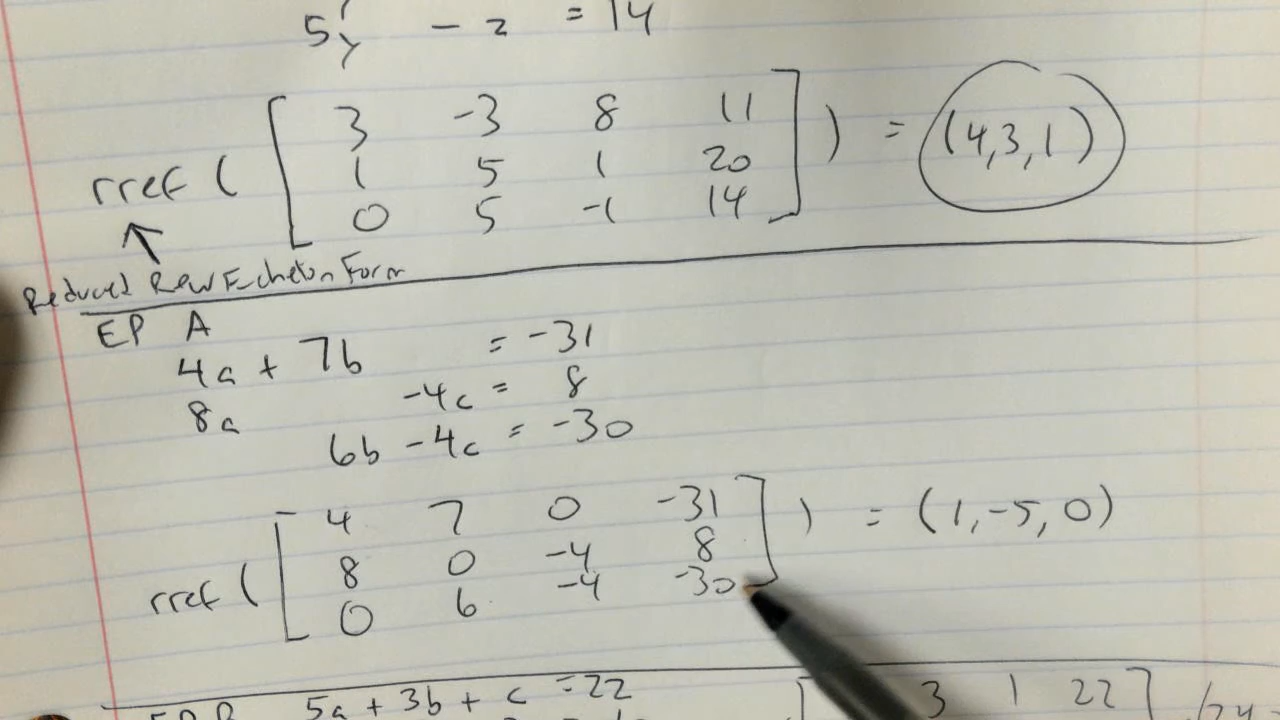 5y - z = 14
3 -3 8 11
rref ( [ 1 5 1 20 ] ) = (4,3,1)
0 5 -1 14
Reduced Row Echelon Form
EP A
4a + 7b = -31
8a -4c = 8
6b -4c = -30
4 7 0 -31
rref ( [ 8 0 -4 8 ] ) = (1,-5,0)
0 6 -4 -30
5a + 3b + c = 22
3 1 22 ]